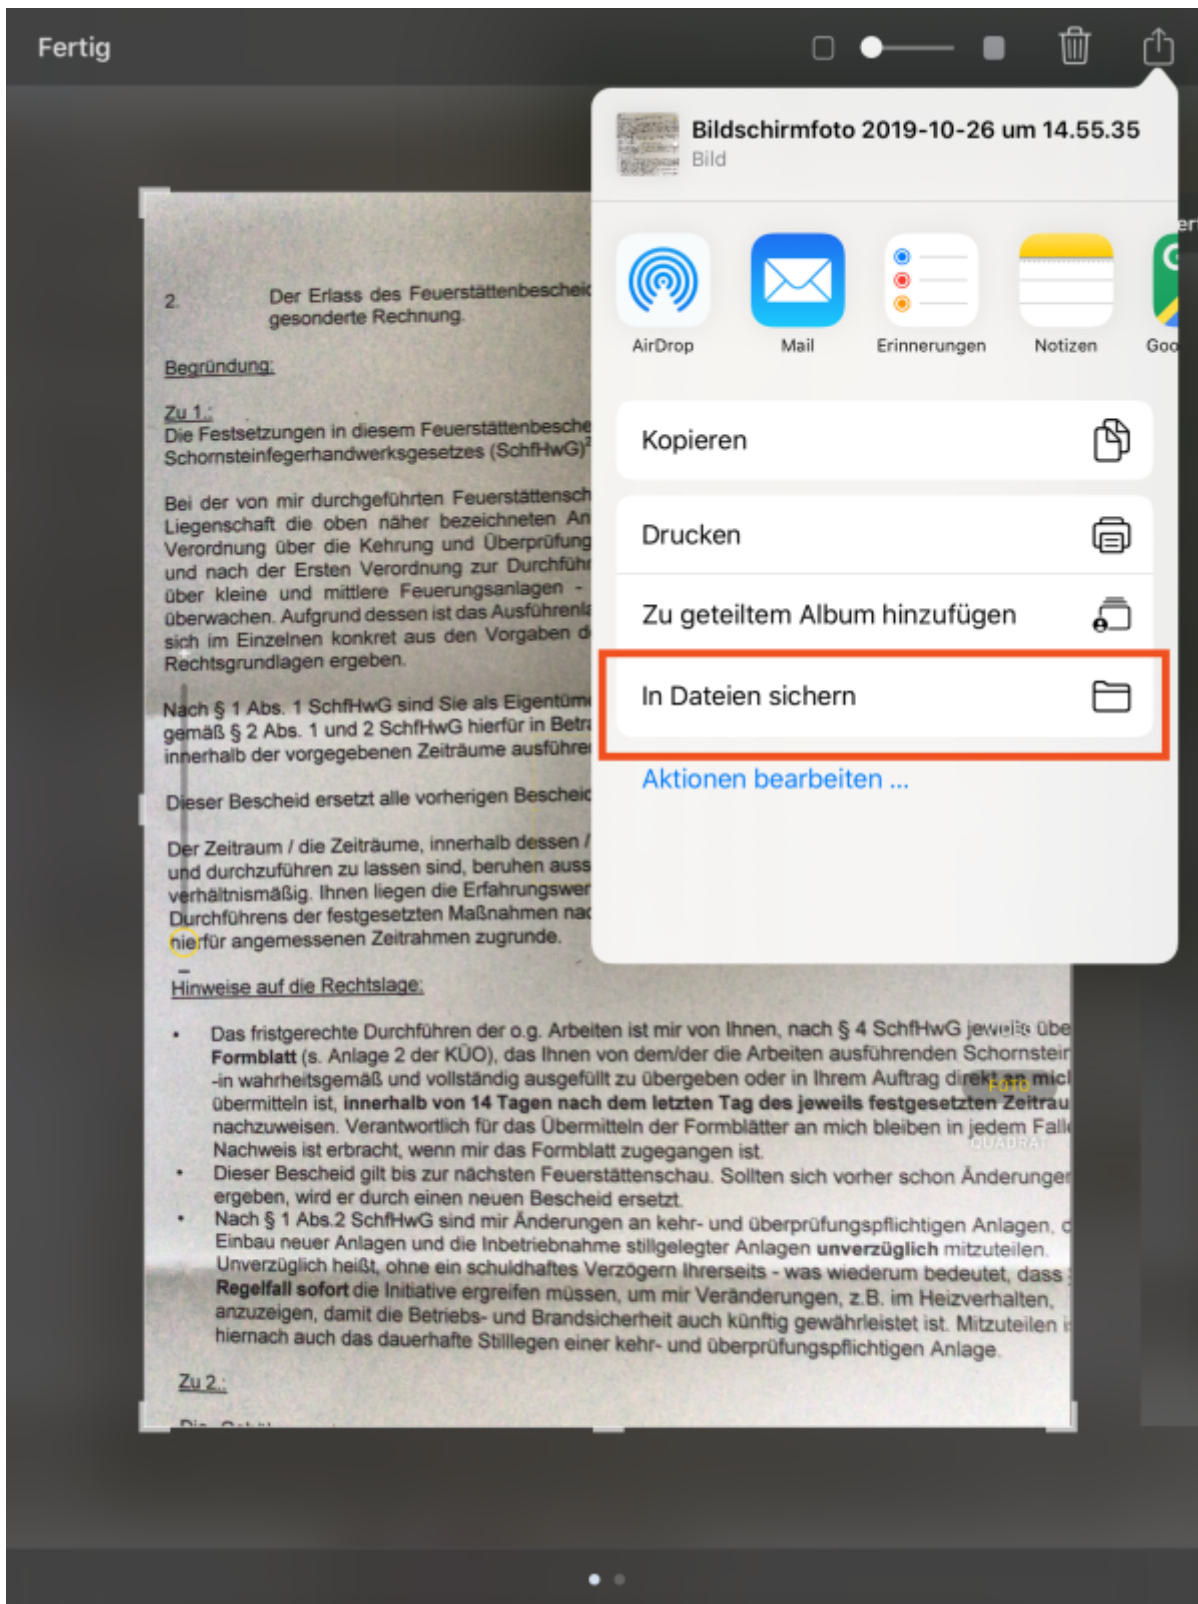 Fertig
Bildschirmfoto 2019-10-26 um 14.55.35
Bild
AirDrop
Mail
Erinnerungen
Notizen
Goo
Kopieren
Drucken
Zu geteiltem Album hinzufügen
In Dateien sichern
Aktionen bearbeiten ...
2. Der Erlass des Feuerstättenbescheid
gesonderte Rechnung.
Begründung:
Zu 1.:
Die Festsetzungen in diesem Feuerstättenbesche
Schornsteinfegerhandwerksgesetzes (SchfHwG)²
Bei der von mir durchgeführten Feuerstättensch
Liegenschaft die oben näher bezeichneten An
Verordnung über die Kehrung und Überprüfung
und nach der Ersten Verordnung zur Durchführ
über kleine und mittlere Feuerungsanlagen -
überwachen. Aufgrund dessen ist das Ausführenla
sich im Einzelnen konkret aus den Vorgaben d
Rechtsgrundlagen ergeben.
Nach § 1 Abs. 1 SchfHwG sind Sie als Eigentüme
gemäß § 2 Abs. 1 und 2 SchfHwG hierfür in Betra
innerhalb der vorgegebenen Zeiträume ausführe
Dieser Bescheid ersetzt alle vorherigen Bescheid
Der Zeitraum / die Zeiträume, innerhalb dessen /
und durchzuführen zu lassen sind, beruhen auss
verhältnismäßig. Ihnen liegen die Erfahrungswer
Durchführens der festgesetzten Maßnahmen nac
hierfür angemessenen Zeitrahmen zugrunde.
Hinweise auf die Rechtslage:
• Das fristgerechte Durchführen der o.g. Arbeiten ist mir von Ihnen, nach § 4 SchfHwG jeweils übe
Formblatt (s. Anlage 2 der KÜO), das Ihnen von dem/der die Arbeiten ausführenden Schornstein
-in wahrheitsgemäß und vollständig ausgefüllt zu übergeben oder in Ihrem Auftrag direkt an mich
übermitteln ist, innerhalb von 14 Tagen nach dem letzten Tag des jeweils festgesetzten Zeitrau
nachzuweisen. Verantwortlich für das Übermitteln der Formblätter an mich bleiben in jedem Falle
Nachweis ist erbracht, wenn mir das Formblatt zugegangen ist.
• Dieser Bescheid gilt bis zur nächsten Feuerstättenschau. Sollten sich vorher schon Änderungen
ergeben, wird er durch einen neuen Bescheid ersetzt.
• Nach § 1 Abs.2 SchfHwG sind mir Änderungen an kehr- und überprüfungspflichtigen Anlagen, d
Einbau neuer Anlagen und die Inbetriebnahme stillgelegter Anlagen unverzüglich mitzuteilen.
Unverzüglich heißt, ohne ein schuldhaftes Verzögern Ihrerseits - was wiederum bedeutet, dass
Regelfall sofort die Initiative ergreifen müssen, um mir Veränderungen, z.B. im Heizverhalten,
anzuzeigen, damit die Betriebs- und Brandsicherheit auch künftig gewährleistet ist. Mitzuteilen is
hiernach auch das dauerhafte Stilllegen einer kehr- und überprüfungspflichtigen Anlage.
FOTO
QUADRAT
Zu 2.: